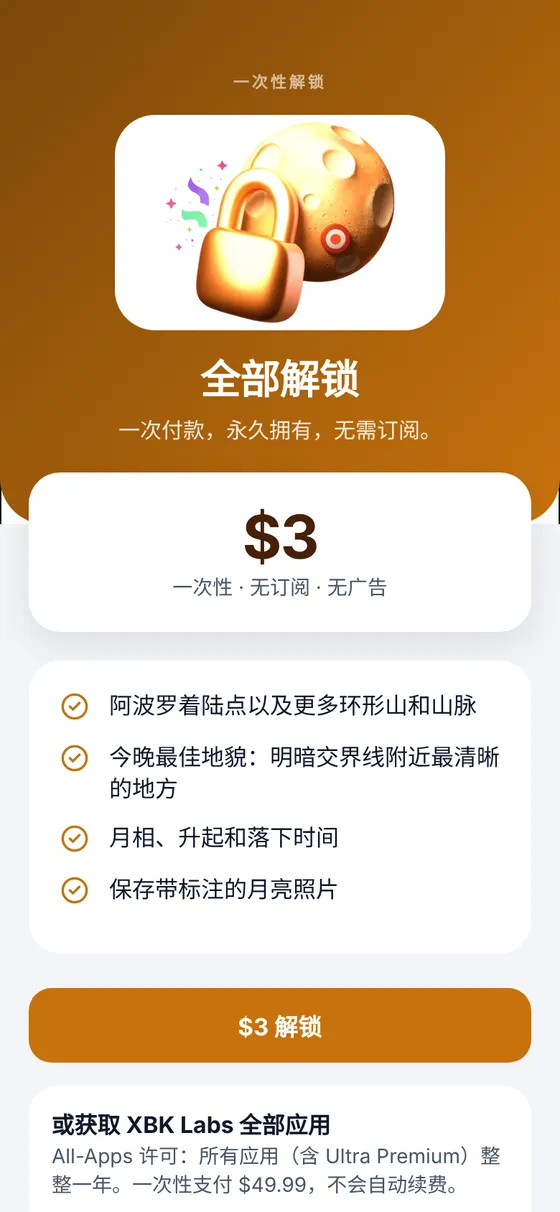 一次性解锁
全部解锁
一次付款，永久拥有，无需订阅。
$3
一次性 · 无订阅 · 无广告
阿波罗着陆点以及更多环形山和山脉
今晚最佳地貌：明暗交界线附近最清晰
的地方
月相、升起和落下时间
保存带标注的月亮照片
$3 解锁
或获取 XBK Labs 全部应用
All-Apps 许可：所有应用（含 Ultra Premium）整
整一年。一次性支付 $49.99，不会自动续费。